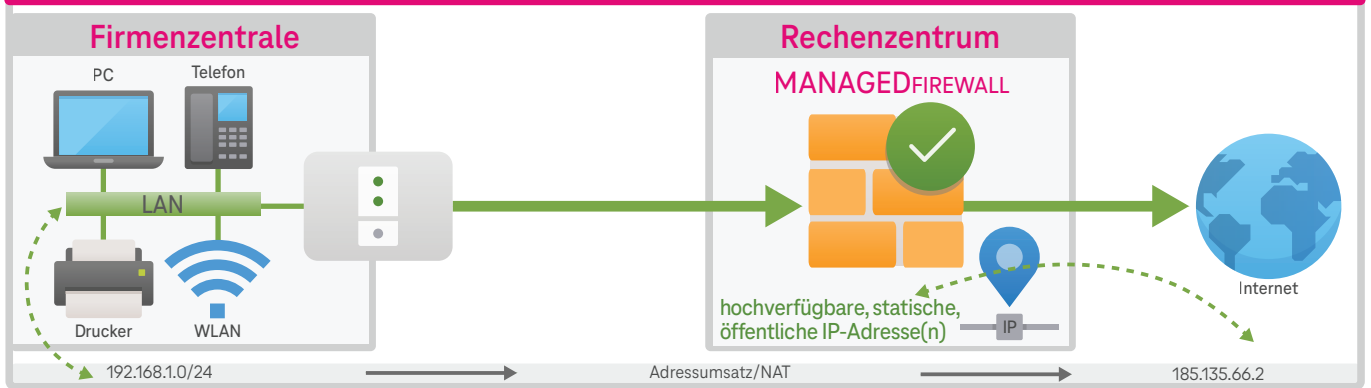 Firmenzentrale
PC
Telefon
LAN
Drucker
WLAN
Rechenzentrum
MANAGEDFIREWALL
hochverfügbare, statische,
öffentliche IP-Adresse(n)
IP
Internet
192.168.1.0/24
Adressumsatz/NAT
185.135.66.2